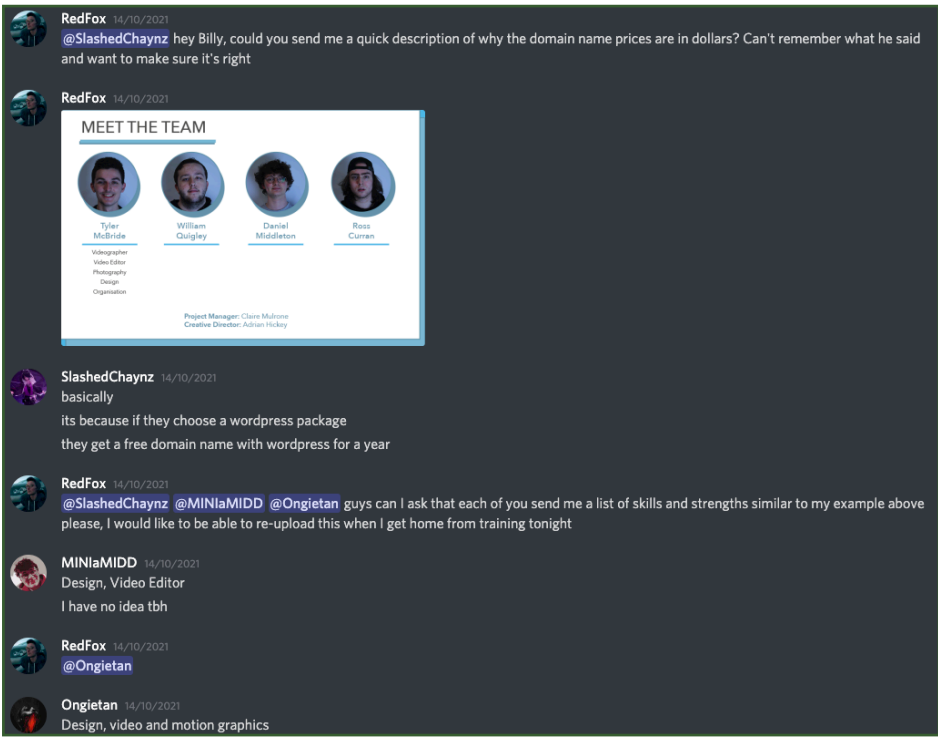 RedFox 14/10/2021
@SlashedChaynz hey Billy, could you send me a quick description of why the domain name prices are in dollars? Can't remember what he said
and want to make sure it's right
RedFox 14/10/2021
MEET THE TEAM
Tyler
McBride
William
Quigley
Daniel
Middleton
Ross
Curran
Videographer
Video Editor
Photography
Design
Organisation
Project Manager: Claire Mulrone
Creative Director: Adrian Hickey
SlashedChaynz 14/10/2021
basically
its because if they choose a wordpress package
they get a free domain name with wordpress for a year
RedFox 14/10/2021
@SlashedChaynz @MINIaMIDD @Ongietan guys can I ask that each of you send me a list of skills and strengths similar to my example above
please, I would like to be able to re-upload this when I get home from training tonight
MINIaMIDD 14/10/2021
Design, Video Editor
I have no idea tbh
RedFox 14/10/2021
@Ongietan
Ongietan 14/10/2021
Design, video and motion graphics